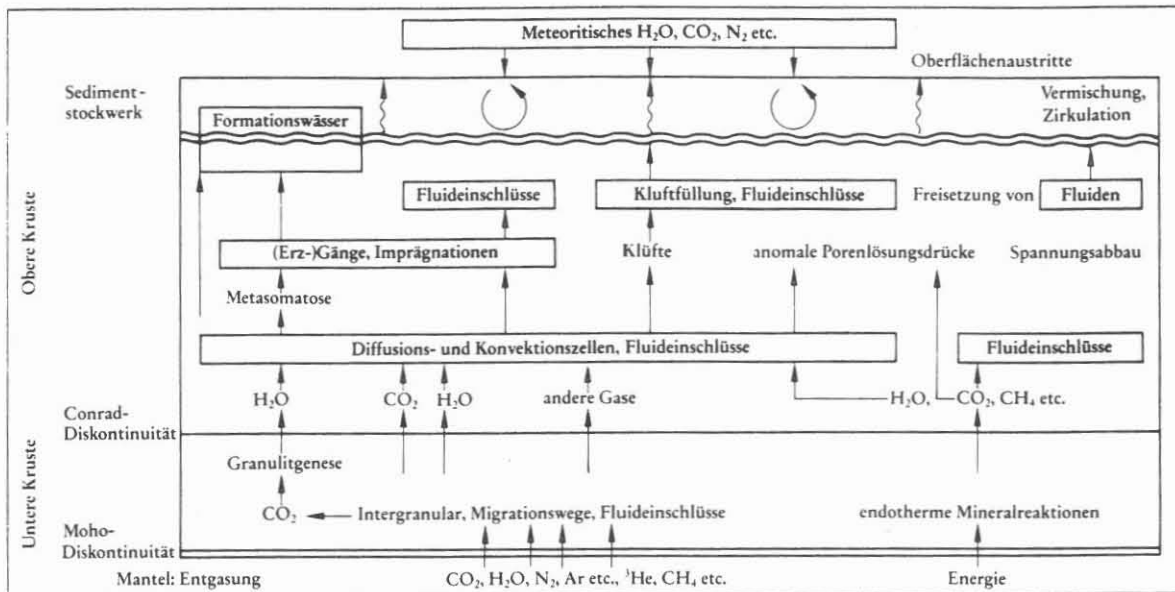 Meteoritisches H₂O, CO₂, N₂ etc.
Oberflächenaustritte
Sediment-
stockwerk
Vermischung,
Zirkulation
Formationswässer
Obere Kruste
Fluideinschlüsse
Kluftfüllung, Fluideinschlüsse
Freisetzung von
Fluiden
(Erz-)Gänge, Imprägnationen
Klüfte
anomale Porenlösungsdrücke
Spannungsabbau
Metasomatose
Diffusions- und Konvektionszellen, Fluideinschlüsse
Fluideinschlüsse
H₂O
CO₂
H₂O
andere Gase
H₂O,
CO₂, CH₄ etc.
Conrad-
Diskontinuität
Untere Kruste
Granulitgenese
CO₂
Intergranular, Migrationswege, Fluideinschlüsse
endotherme Mineralreaktionen
Moho-
Diskontinuität
Mantel: Entgasung
CO₂, H₂O, N₂, Ar etc., ³He, CH₄ etc.
Energie